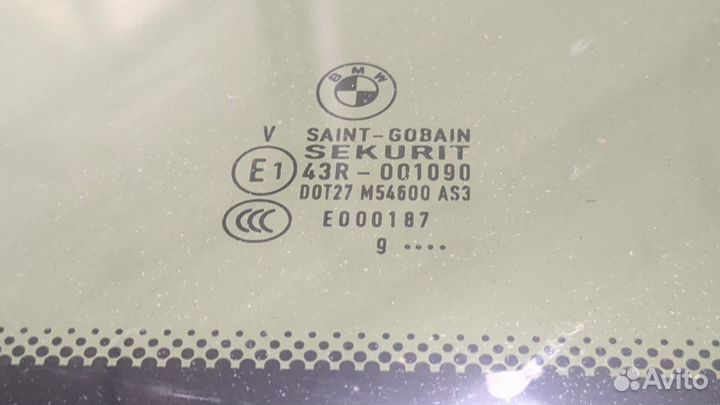 BMW
V SAINT-GOBAIN
SEKURIT
E1 43R-001090
DOT27 M54600 AS3
CCC E000187
9 ....
Avito